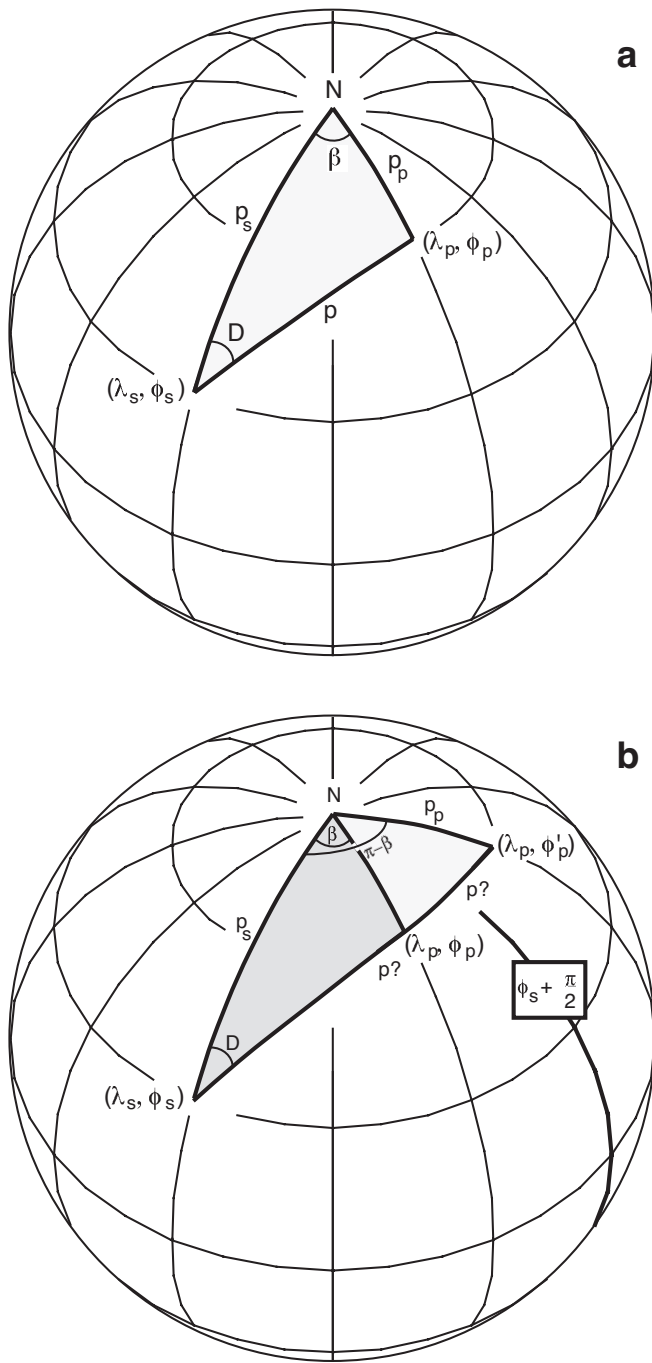 a
N
β
p_p
p_s
(λ_p, ϕ_p)
p
D
(λ_s, ϕ_s)
b
N
p_p
β
π−β
(λ_p, ϕ'_p)
p?
p_s
(λ_p, ϕ_p)
p?
ϕ_s + π/2
D
(λ_s, ϕ_s)